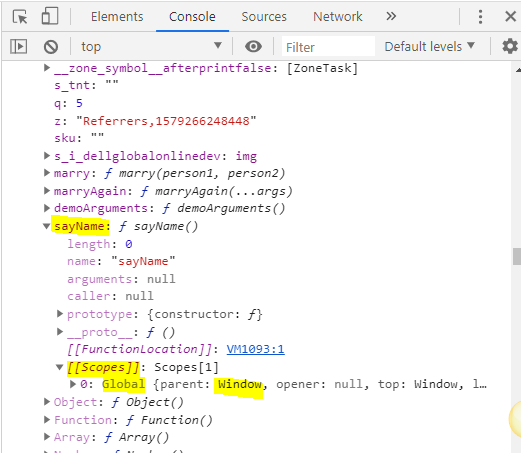 Elements Console Sources Network »
top ▼ Filter Default levels ▼
▶ __zone_symbol__afterprintfalse: [ZoneTask]
s_tnt: ""
q: 5
z: "Referrers,1579266248448"
sku: ""
▶ s_i_dellglobalonlinedev: img
▶ marry: ƒ marry(person1, person2)
▶ marryAgain: ƒ marryAgain(...args)
▶ demoArguments: ƒ demoArguments()
▼ sayName: ƒ sayName()
length: 0
name: "sayName"
arguments: null
caller: null
▶ prototype: {constructor: ƒ}
▶ __proto__: ƒ ()
[[FunctionLocation]]: VM1093:1
▼ [[Scopes]]: Scopes[1]
▶ 0: Global {parent: Window, opener: null, top: Window, l…
▶ Object: ƒ Object()
▶ Function: ƒ Function()
▶ Array: ƒ Array()